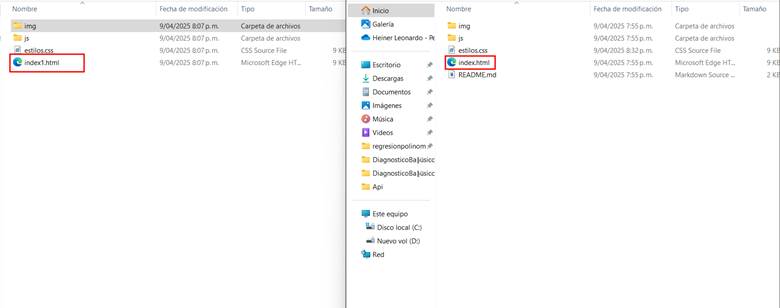 Nombre Fecha de modificación Tipo Tamaño
img 9/04/2025 8:07 p. m. Carpeta de archivos
js 9/04/2025 8:07 p. m. Carpeta de archivos
estilos.css 9/04/2025 8:07 p. m. CSS Source File 9 KB
index1.html 9/04/2025 8:07 p. m. Microsoft Edge HT... 9 KB
Inicio
Galería
Heiner Leonardo - Pe
Escritorio
Descargas
Documentos
Imágenes
Música
Videos
regresionpolinom
DiagnosticoBa
DiagnosticoBa
Api
Este equipo
Disco local (C:)
Nuevo vol (D:)
Red
Nombre Fecha de modificación Tipo Tamaño
img 9/04/2025 7:55 p. m. Carpeta de archivos
js 9/04/2025 7:55 p. m. Carpeta de archivos
estilos.css 9/04/2025 8:32 p. m. CSS Source File 9 KB
index.html 9/04/2025 7:55 p. m. Microsoft Edge HT... 9 KB
README.md 9/04/2025 7:55 p. m. Markdown Source ... 1 KB